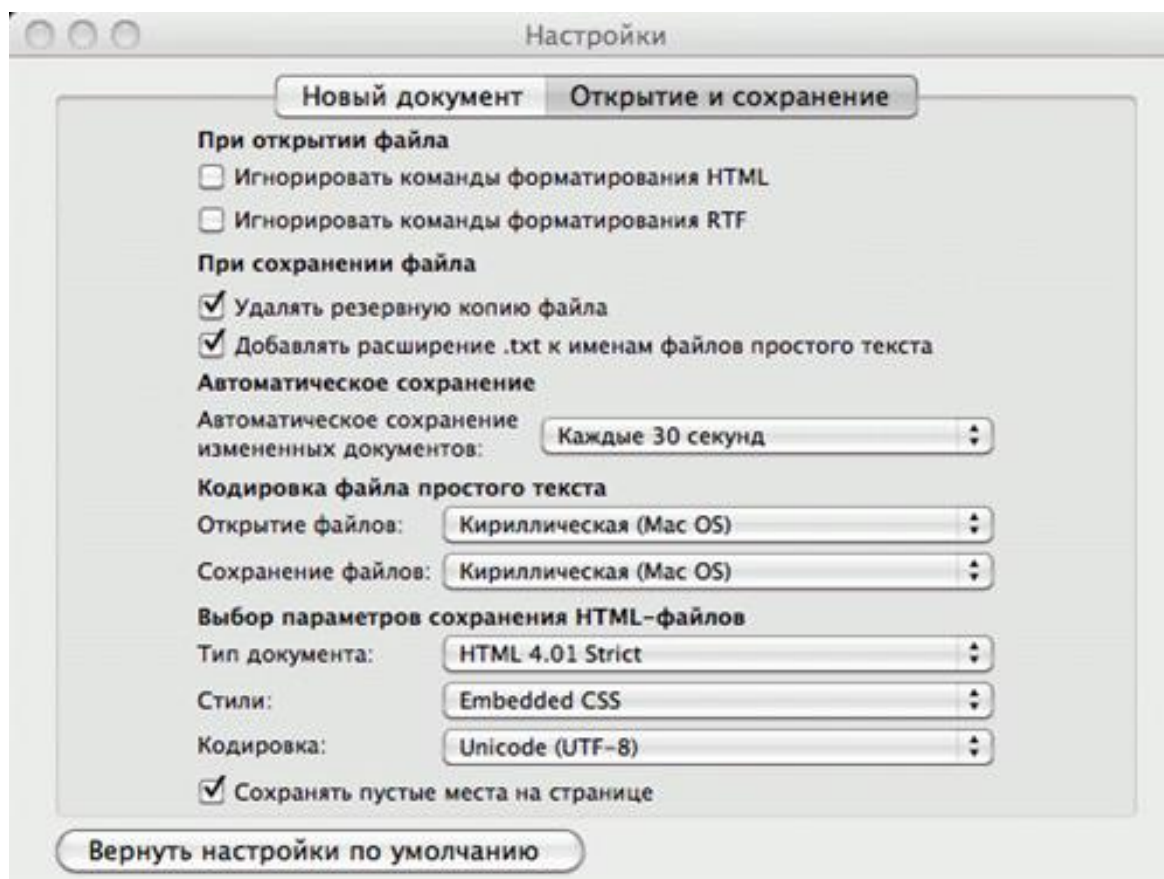 Настройки
Новый документ Открытие и сохранение
При открытии файла
Игнорировать команды форматирования HTML
Игнорировать команды форматирования RTF
При сохранении файла
Удалять резервную копию файла
Добавлять расширение .txt к именам файлов простого текста
Автоматическое сохранение
Автоматическое сохранение
измененных документов: Каждые 30 секунд
Кодировка файла простого текста
Открытие файлов: Кириллическая (Mac OS)
Сохранение файлов: Кириллическая (Mac OS)
Выбор параметров сохранения HTML-файлов
Тип документа: HTML 4.01 Strict
Стили: Embedded CSS
Кодировка: Unicode (UTF-8)
Сохранять пустые места на странице
Вернуть настройки по умолчанию